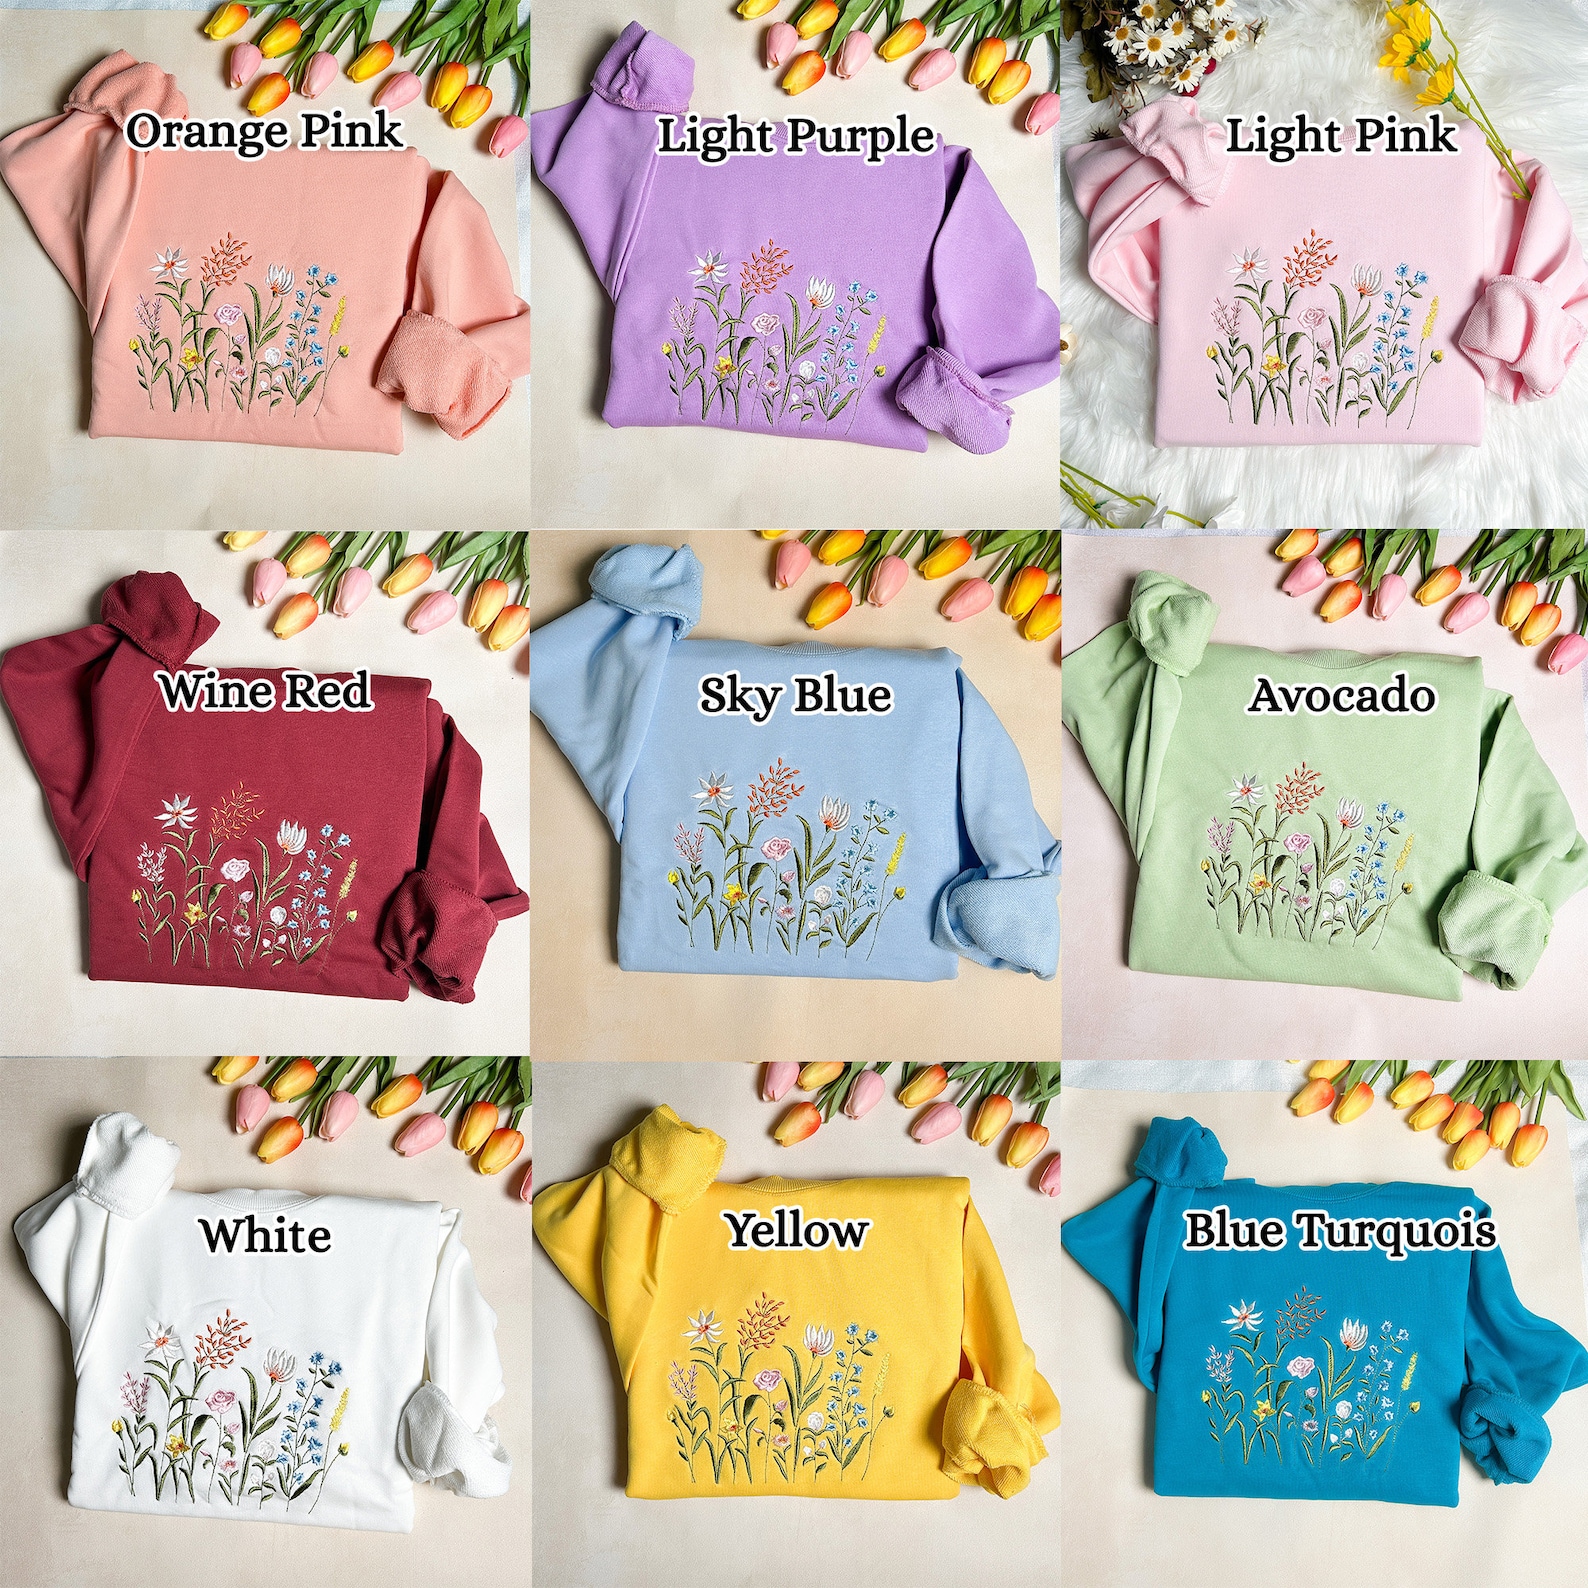 Orange Pink
Light Purple
Light Pink
Wine Red
Sky Blue
Avocado
White
Yellow
Blue Turquois